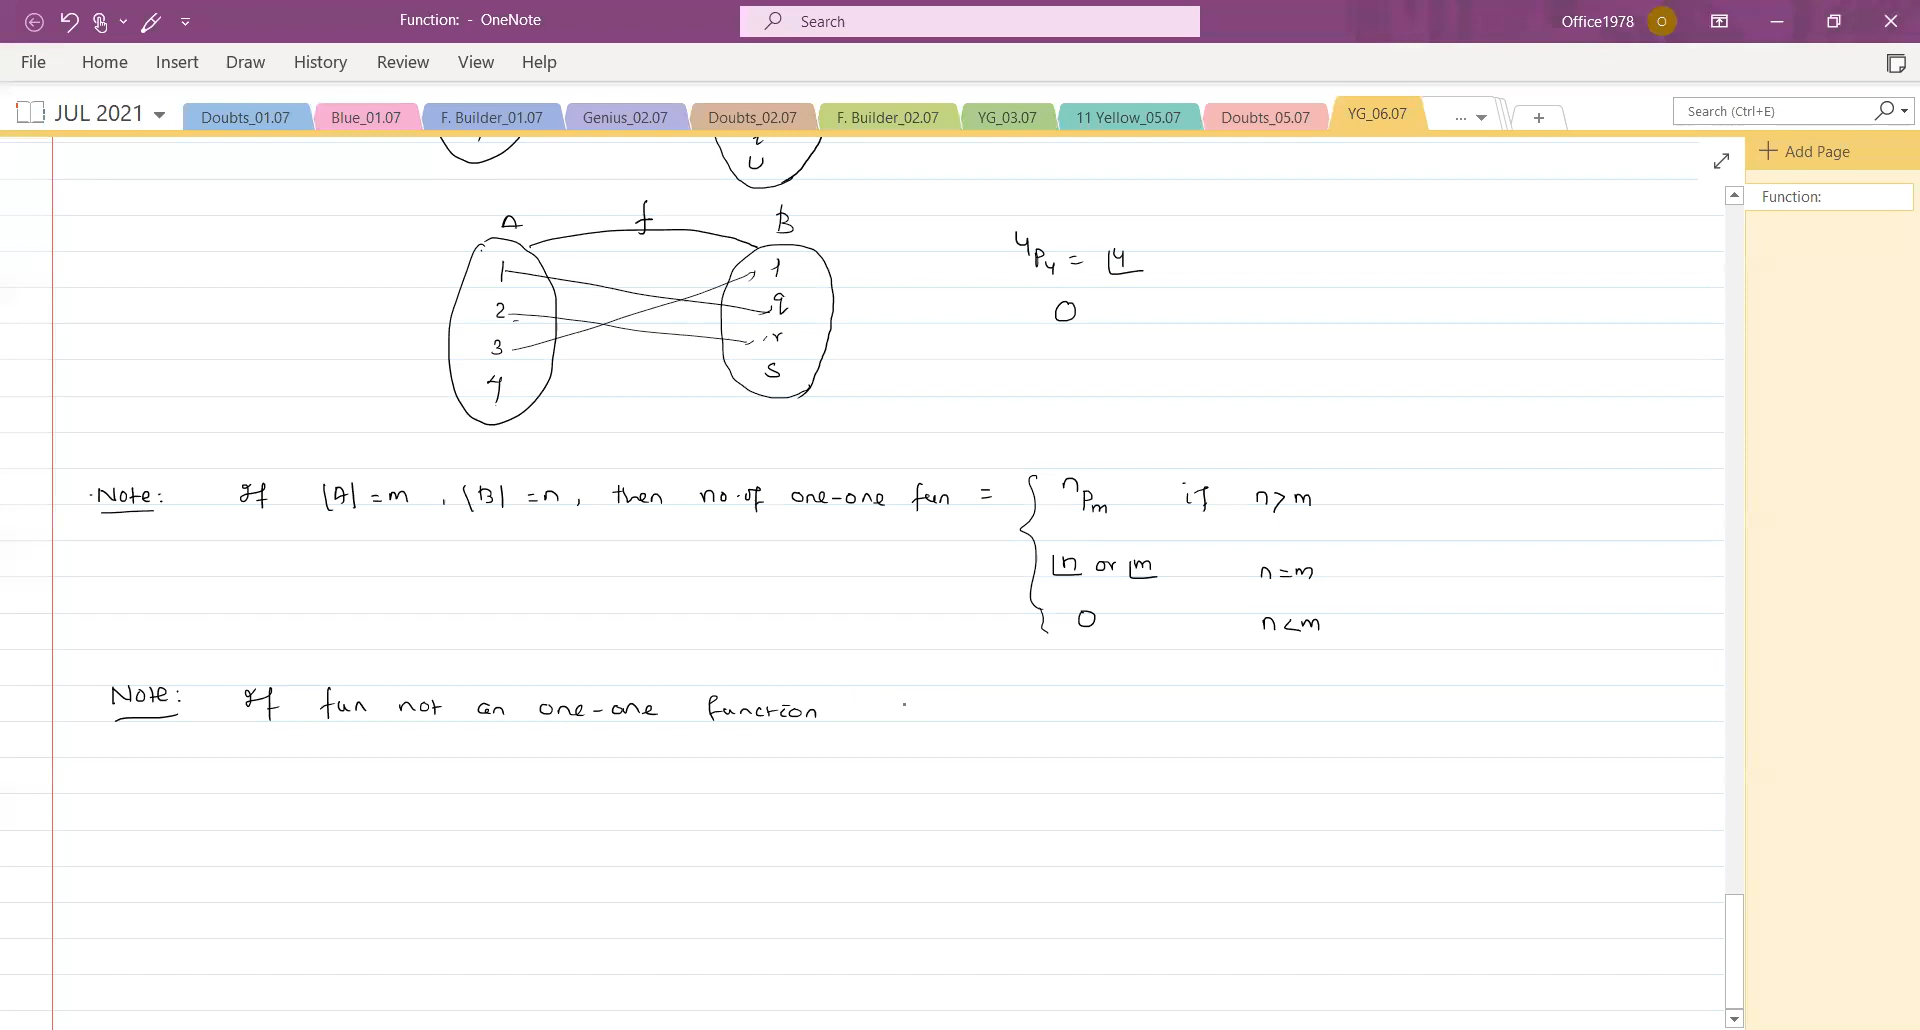 Function: - OneNote
Search
Office1978
O
File Home Insert Draw History Review View Help
JUL 2021
Doubts_01.07 Blue_01.07 F. Builder_01.07 Genius_02.07 Doubts_02.07 F. Builder_02.07 YG_03.07 11 Yellow_05.07 Doubts_05.07 YG_06.07 ... +
Search (Ctrl+E)
Add Page
Function:
u
A f B
1
2 q
3 r
4 s
⁴P₄ = |4
0
Note: If |A| = m , |B| = n , then no. of one-one fun = ⁿPₘ if n > m
|n or |m n = m
0 n < m
Note: If fun not an one-one function